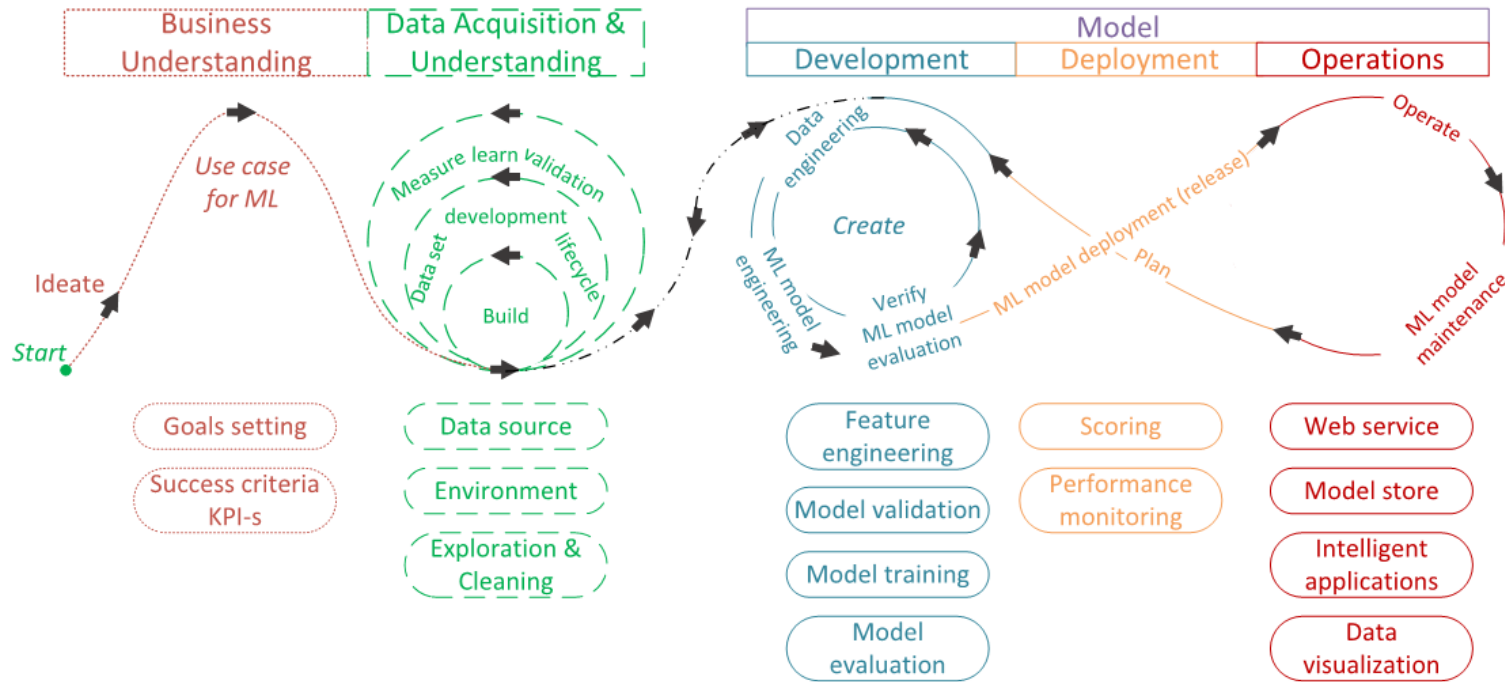 Business
Understanding
Data Acquisition &
Understanding
Model
Development
Deployment
Operations
Use case
for ML
Ideate
Start
Measure learn validation
development
Data set
lifecycle
Build
Data
engineering
Create
ML model
engineering
Verify
ML model
evaluation
ML model deployment (release)
Plan
Operate
ML model
maintenance
Goals setting
Success criteria
KPI-s
Data source
Environment
Exploration &
Cleaning
Feature
engineering
Model validation
Model training
Model
evaluation
Scoring
Performance
monitoring
Web service
Model store
Intelligent
applications
Data
visualization